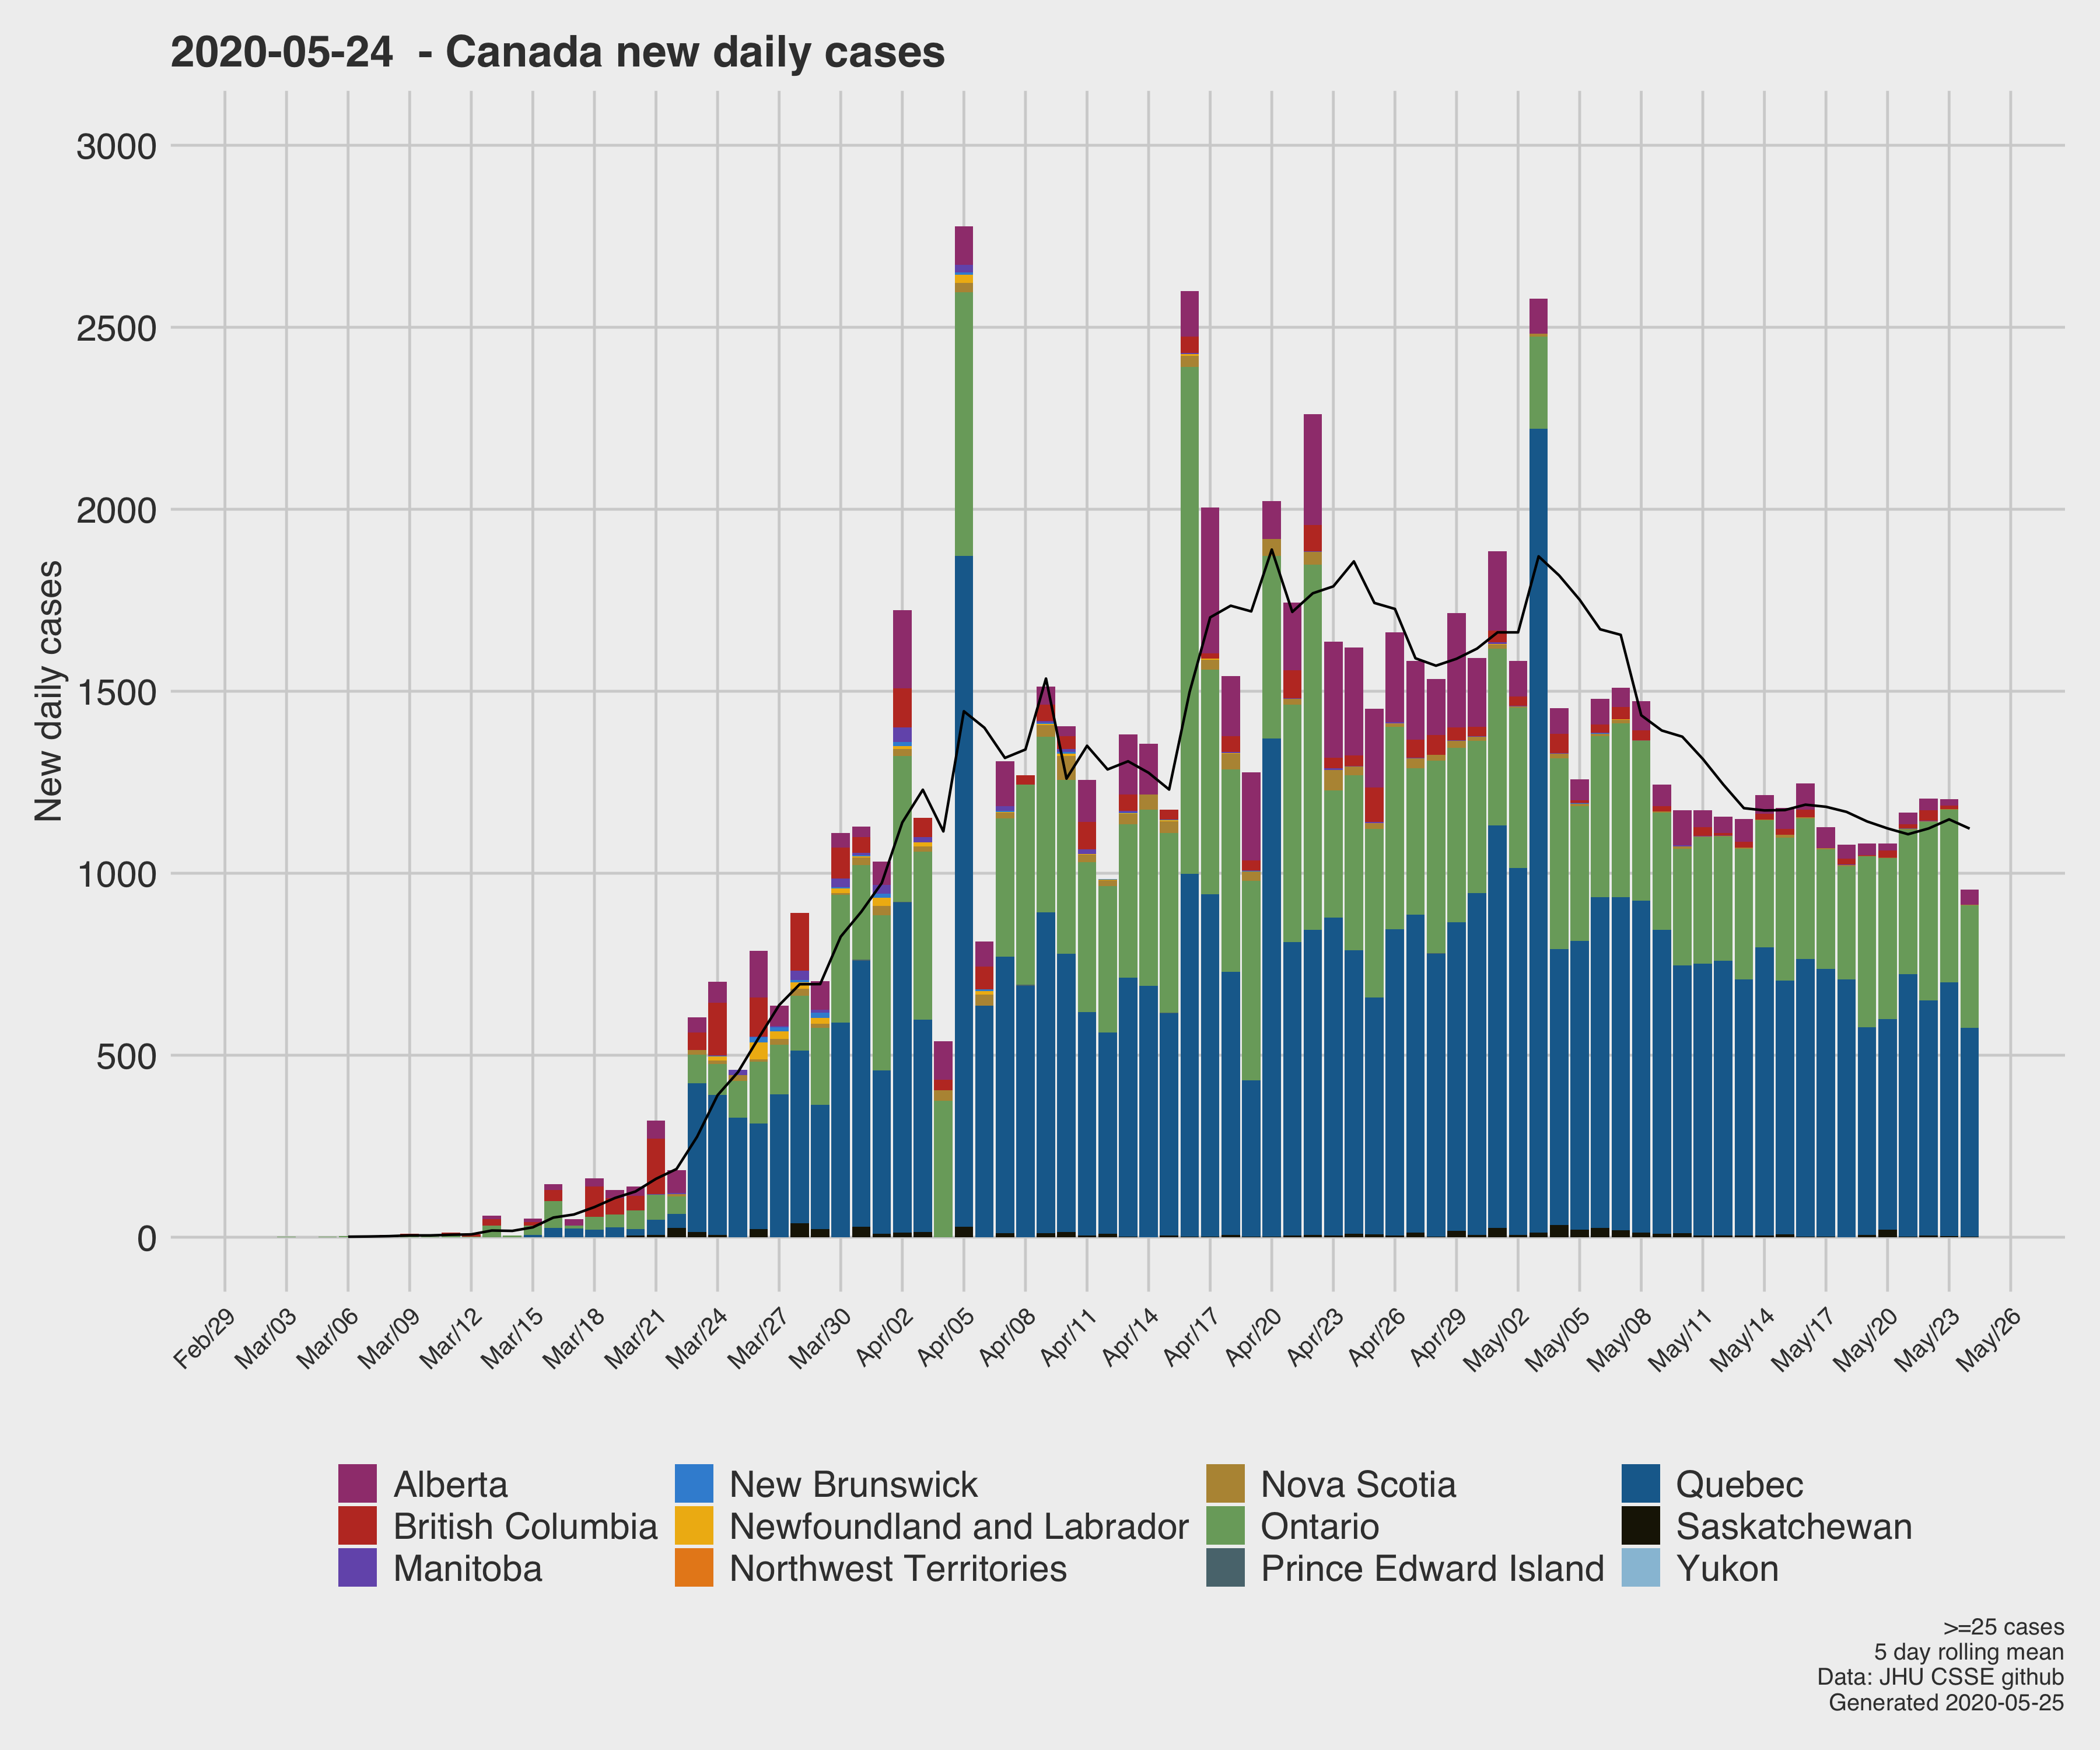 2020-05-24  - Canada new daily cases
New daily cases
3000
2500
2000
1500
1000
500
0
Feb/29 Mar/03 Mar/06 Mar/09 Mar/12 Mar/15 Mar/18 Mar/21 Mar/24 Mar/27 Mar/30 Apr/02 Apr/05 Apr/08 Apr/11 Apr/14 Apr/17 Apr/20 Apr/23 Apr/26 Apr/29 May/02 May/05 May/08 May/11 May/14 May/17 May/20 May/23 May/26
Alberta New Brunswick Nova Scotia Quebec
British Columbia Newfoundland and Labrador Ontario Saskatchewan
Manitoba Northwest Territories Prince Edward Island Yukon
>=25 cases
5 day rolling mean
Data: JHU CSSE github
Generated 2020-05-25